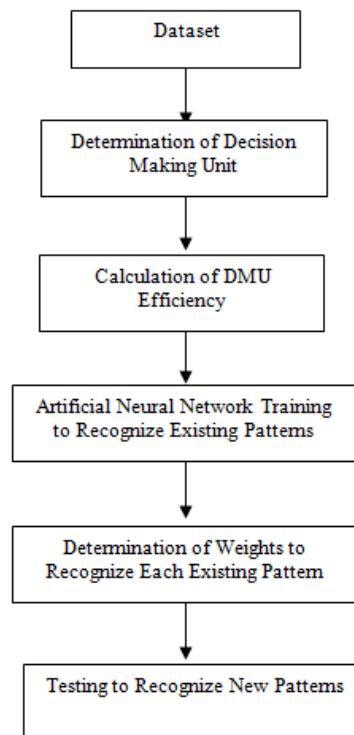 Dataset
Determination of Decision
Making Unit
Calculation of DMU
Efficiency
Artificial Neural Network Training
to Recognize Existing Patterns
Determination of Weights to
Recognize Each Existing Pattern
Testing to Recognize New Patterns